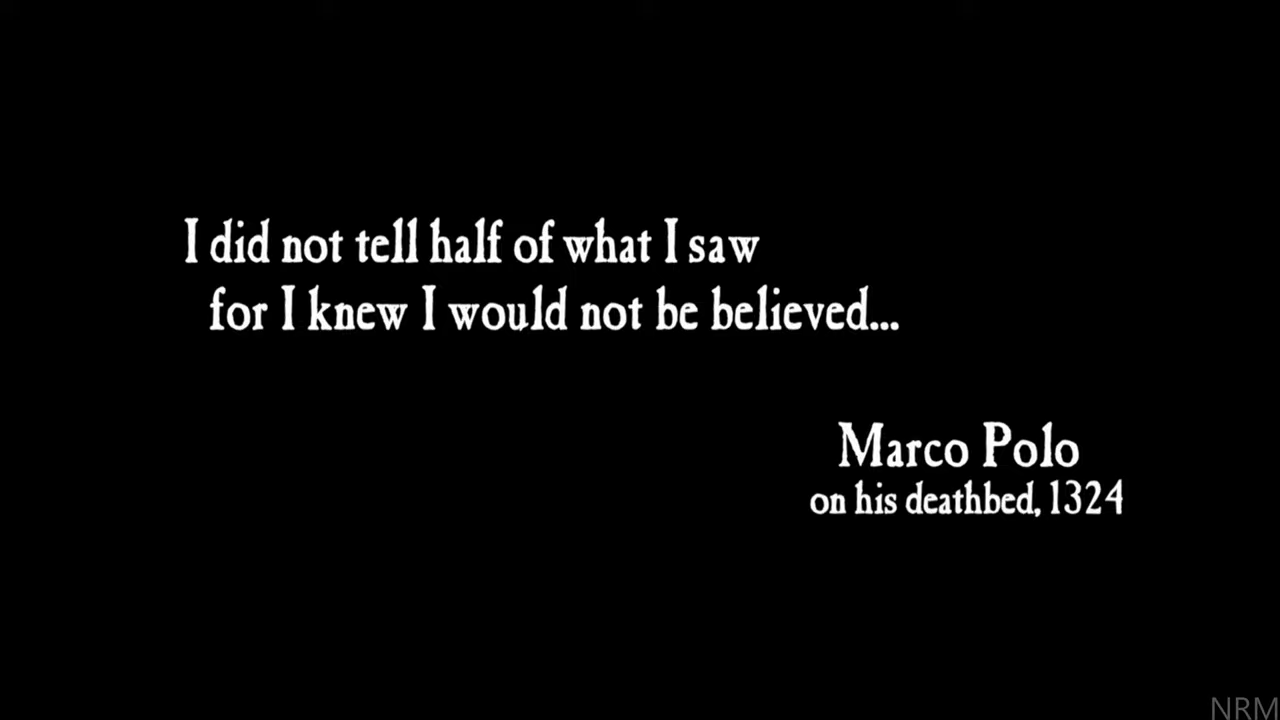 I did not tell half of what I saw
for I knew I would not be believed...
Marco Polo
on his deathbed, 1324
NRM